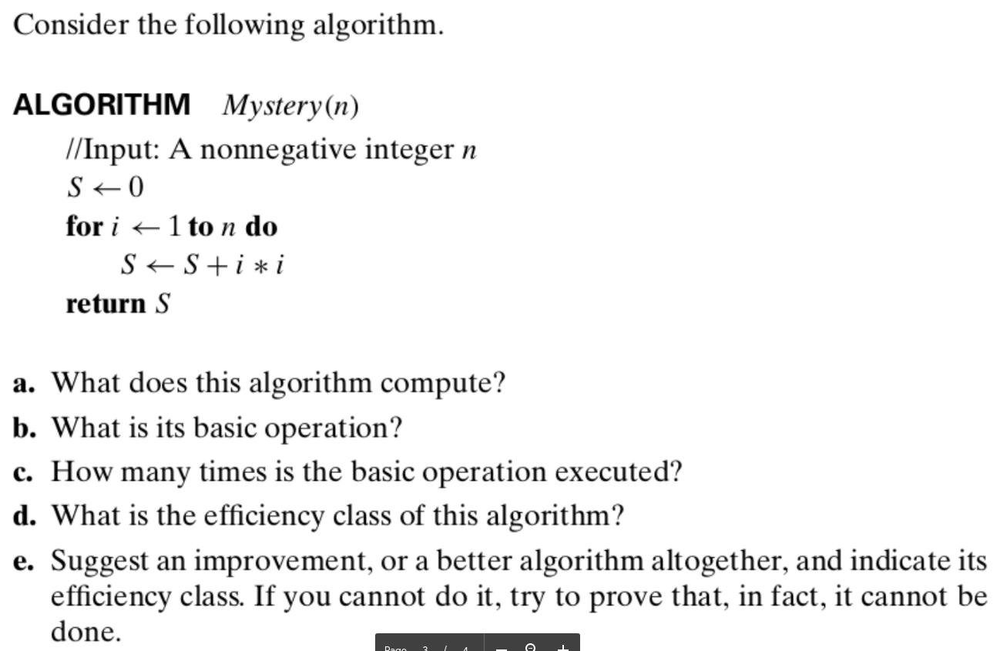 Consider the following algorithm.
ALGORITHM Mystery(n)
//Input: A nonnegative integer n
S ← 0
for i ← 1 to n do
S ← S + i * i
return S
a. What does this algorithm compute?
b. What is its basic operation?
c. How many times is the basic operation executed?
d. What is the efficiency class of this algorithm?
e. Suggest an improvement, or a better algorithm altogether, and indicate its
efficiency class. If you cannot do it, try to prove that, in fact, it cannot be
done.
Page 3 / 4